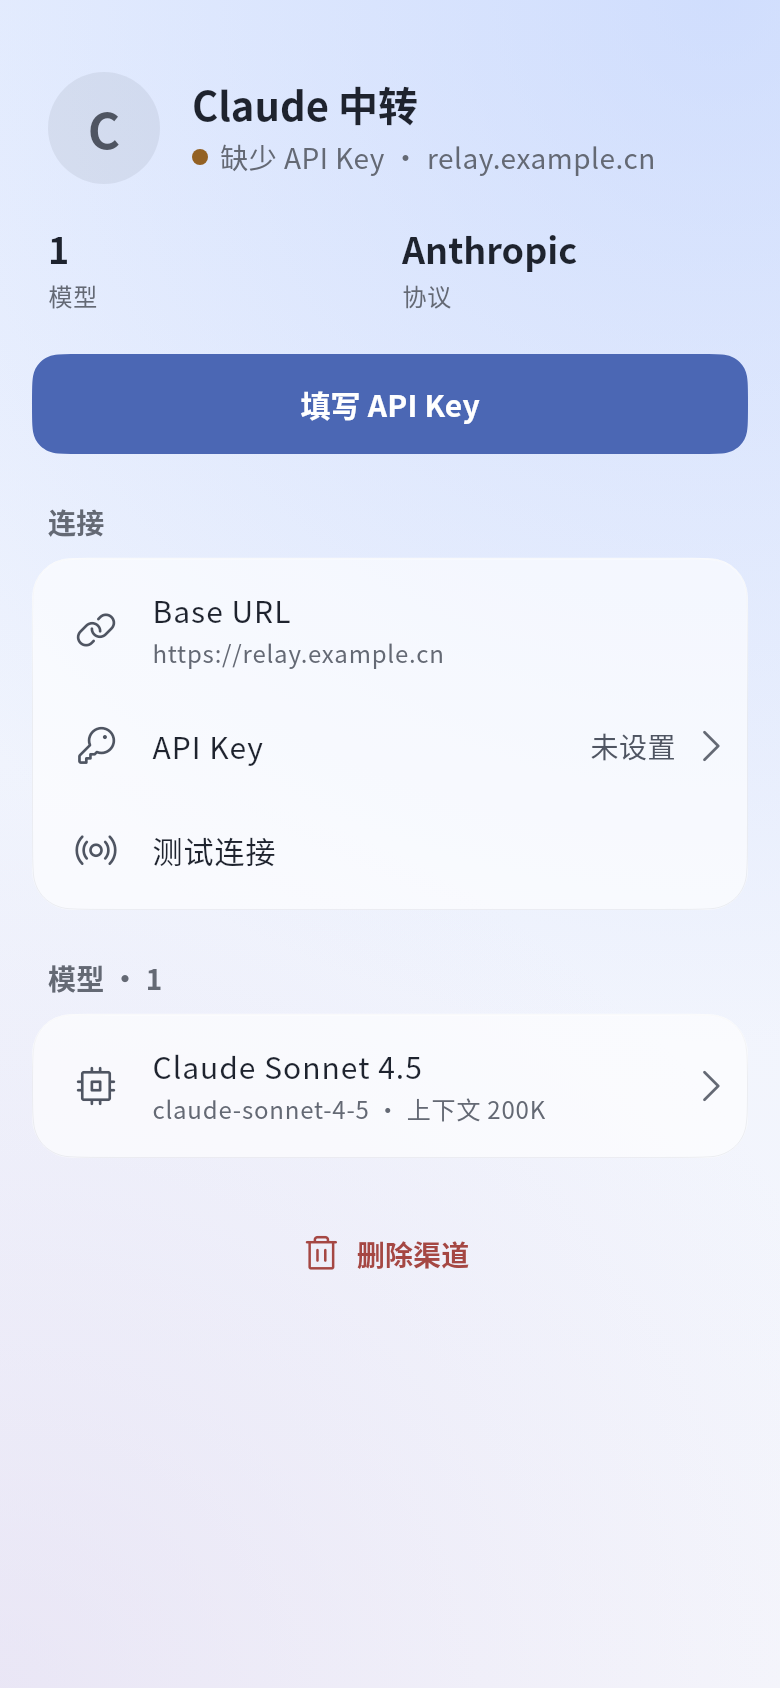 C
Claude 中转
缺少 API Key · relay.example.cn
1
模型
Anthropic
协议
填写 API Key
连接
Base URL
https://relay.example.cn
API Key
未设置
测试连接
模型 · 1
Claude Sonnet 4.5
claude-sonnet-4-5 · 上下文 200K
删除渠道